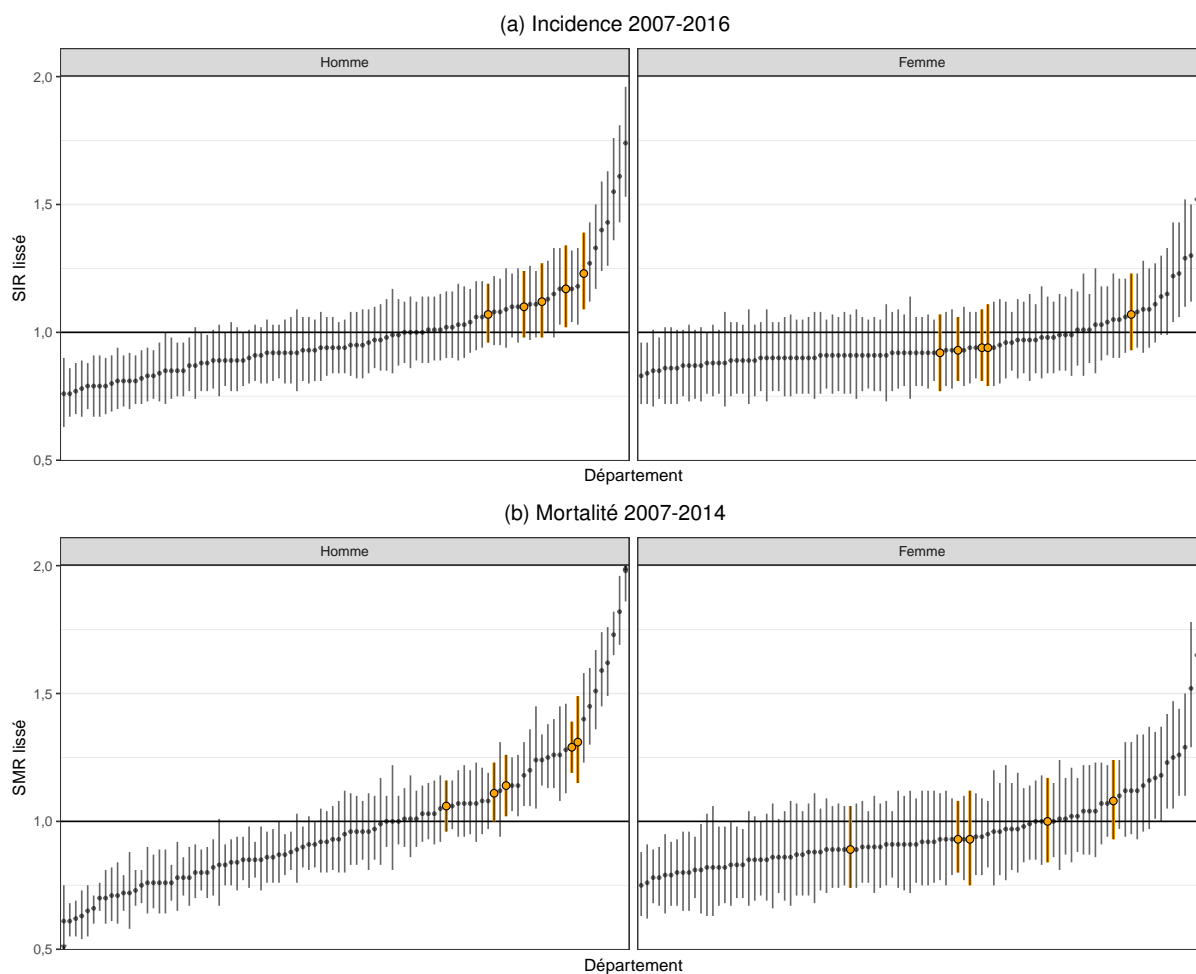 (a) Incidence 2007-2016
Homme
Femme
2,0
1,5
1,0
0,5
SIR lissé
Département
(b) Mortalité 2007-2014
Homme
Femme
2,0
1,5
1,0
0,5
SMR lissé
Département